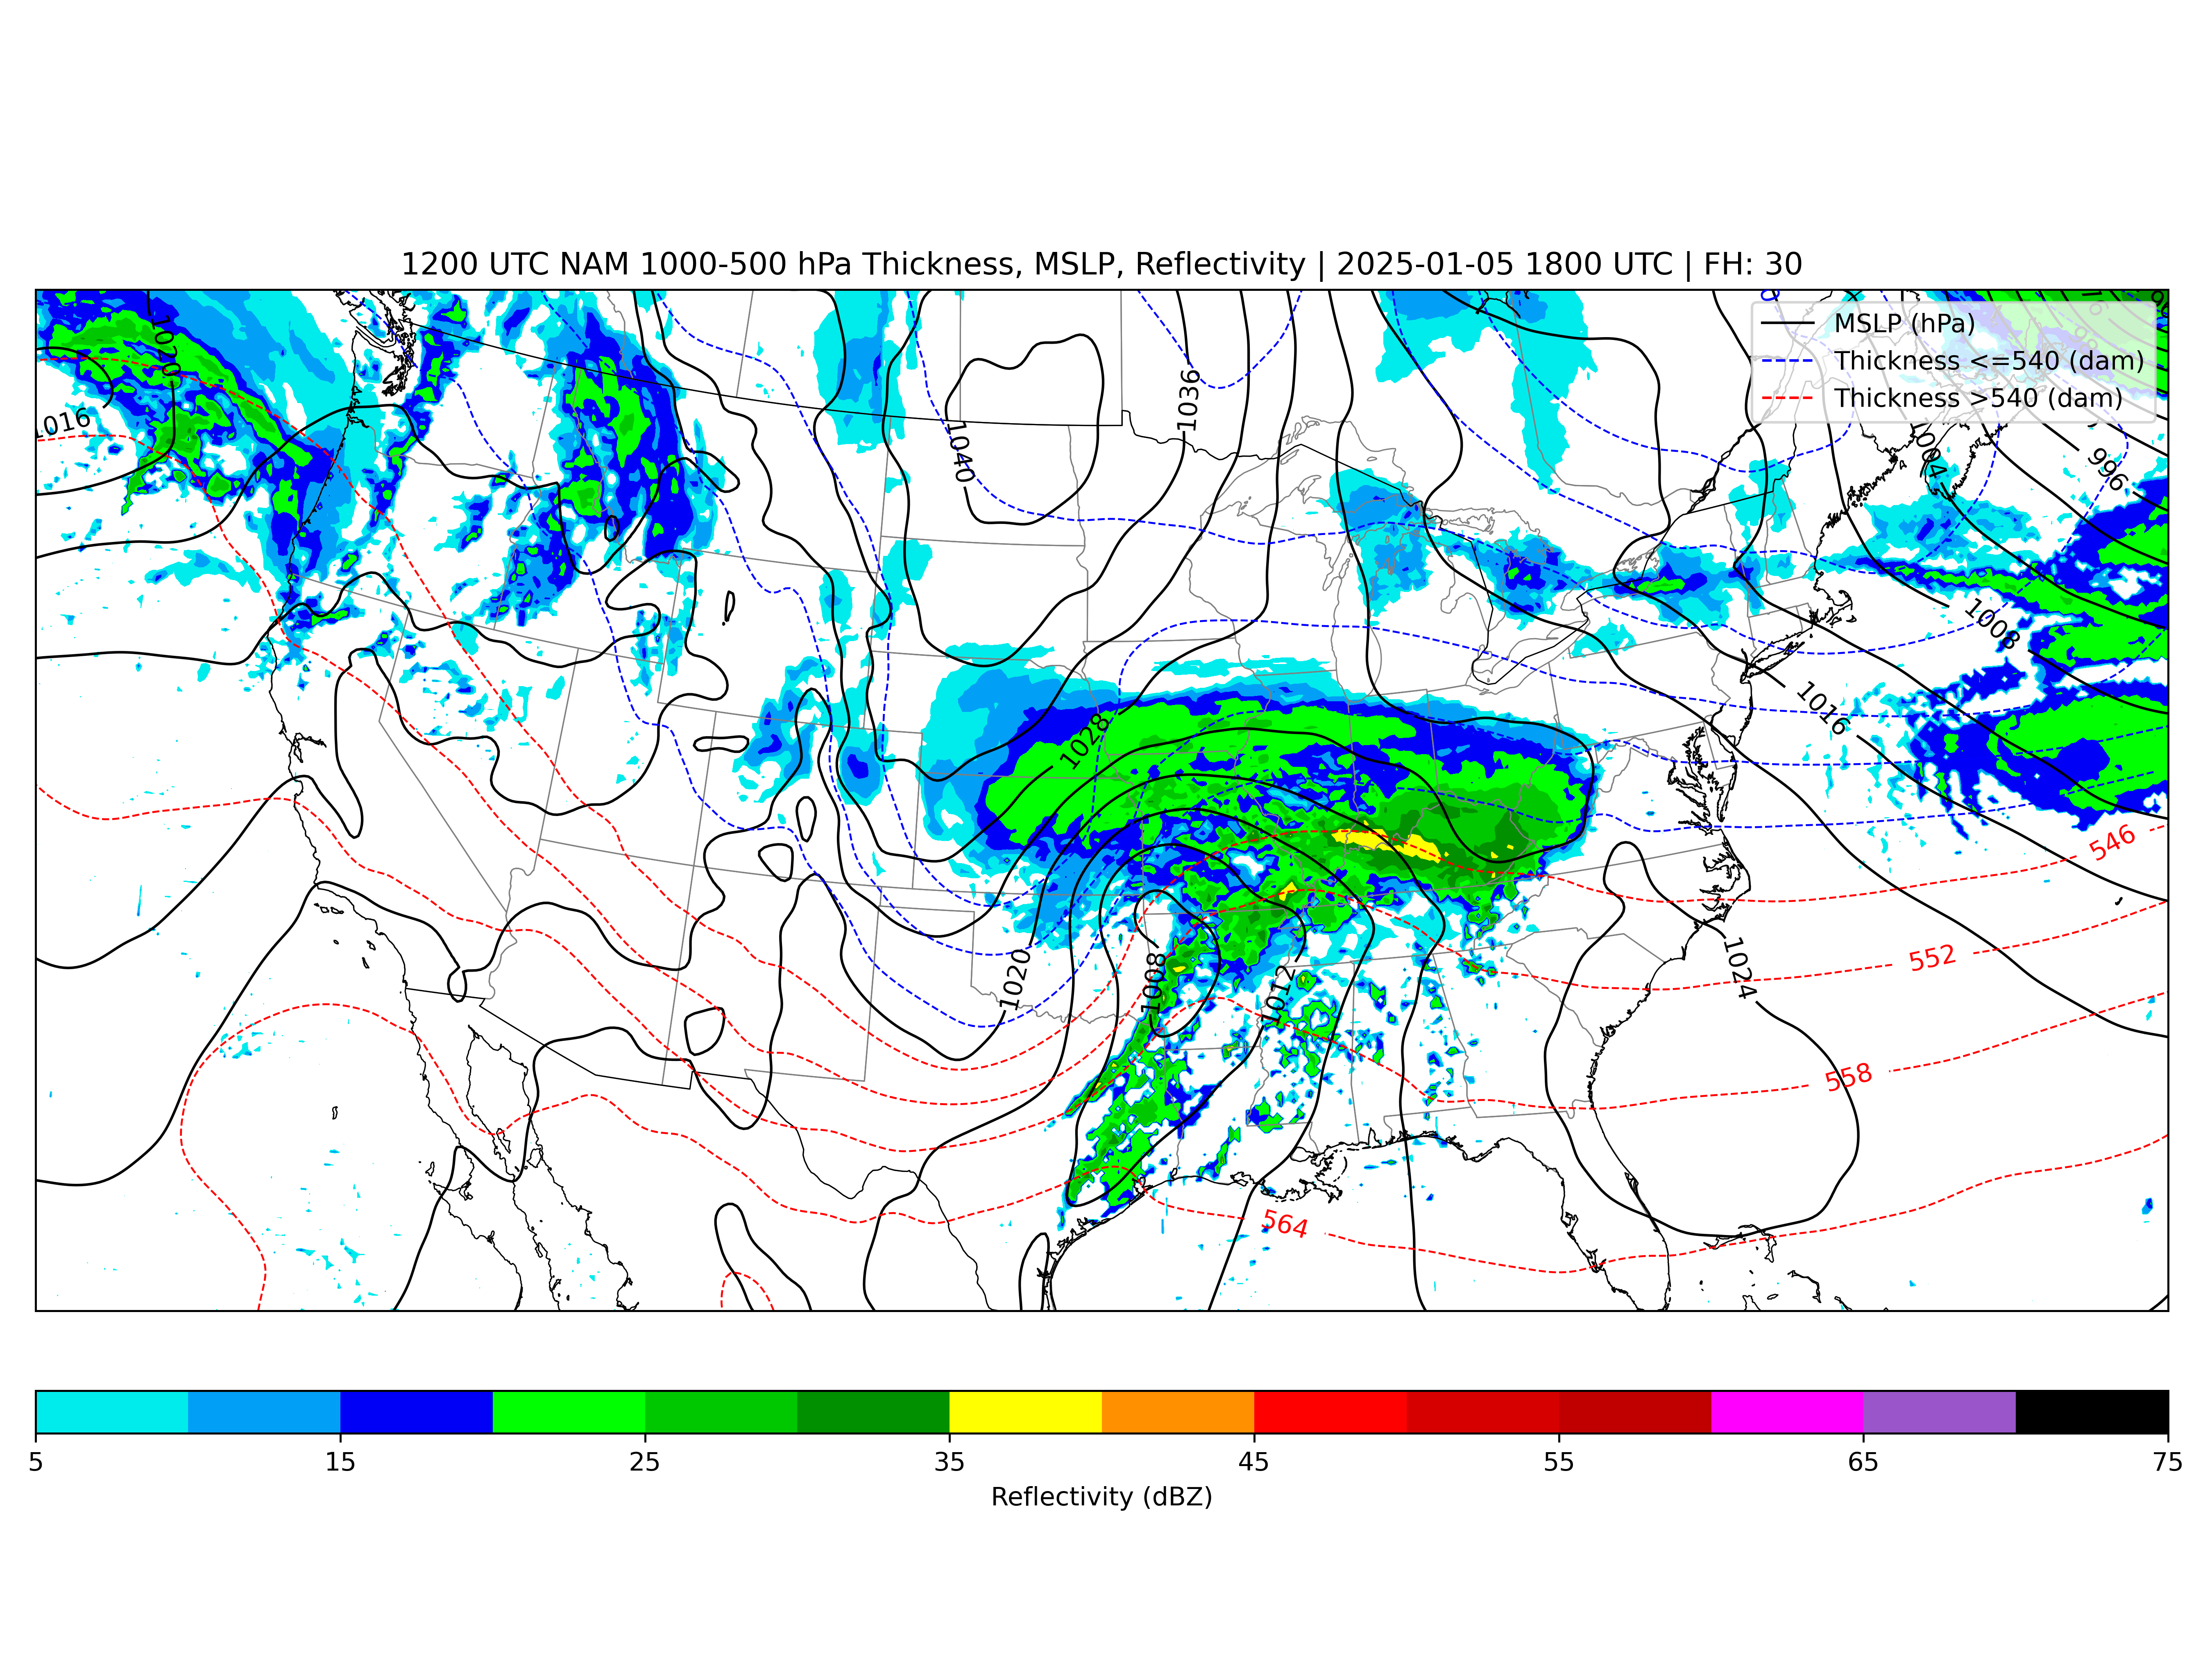 1200 UTC NAM 1000-500 hPa Thickness, MSLP, Reflectivity | 2025-01-05 1800 UTC | FH: 30
MSLP (hPa)
Thickness <=540 (dam)
Thickness >540 (dam)
1020
1016
1036
1040
1004
996
1008
1016
1028
546
552
1024
1020
1008
1012
558
564
5 15 25 35 45 55 65 75
Reflectivity (dBZ)